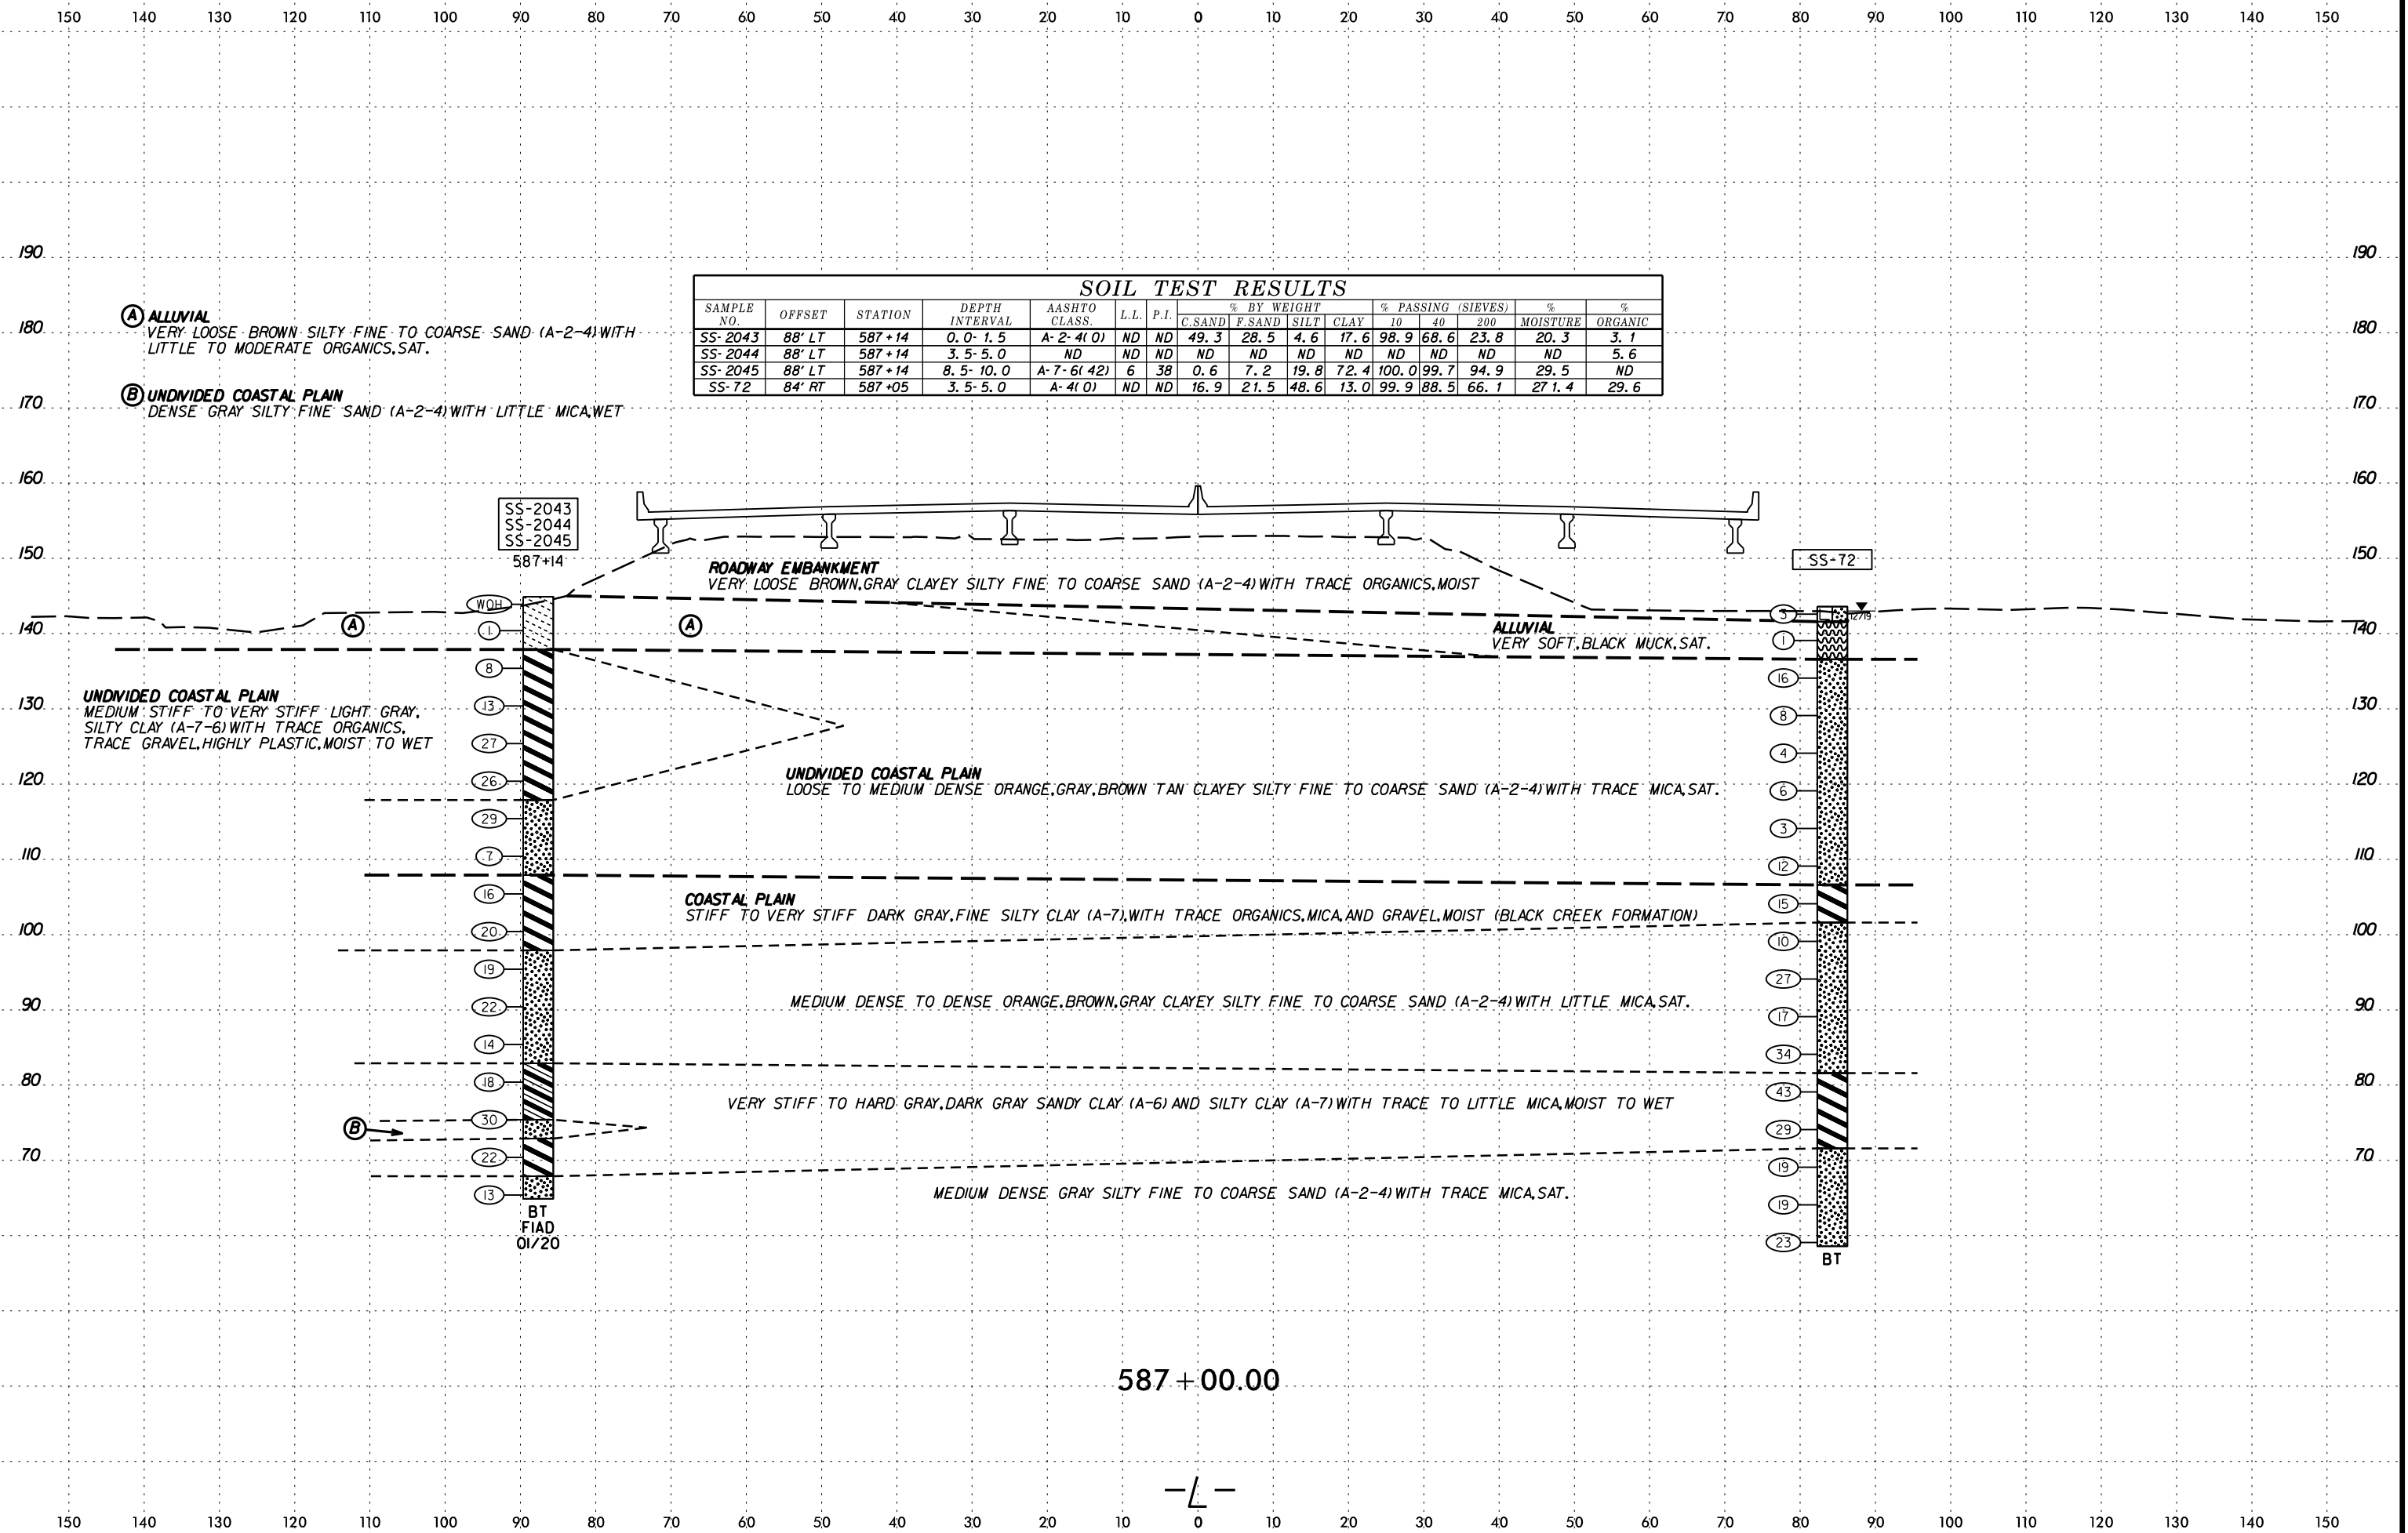 150 140 130 120 110 100 90 80 70 60 50 40 30 20 10 0 10 20 30 40 50 60 70 80 90 100 110 120 130 140 150
190 190
SOIL TEST RESULTS
SAMPLE NO. OFFSET STATION DEPTH INTERVAL AASHTO CLASS. L.L. P.I. % BY WEIGHT % PASSING (SIEVES) % %
C.SAND F.SAND SILT CLAY 10 40 200 MOISTURE ORGANIC
SS-2043 88' LT 587+14 0.0-1.5 A-2-4(0) ND ND 49.3 28.5 4.6 17.6 98.9 68.6 23.8 20.3 3.1
SS-2044 88' LT 587+14 3.5-5.0 ND ND ND ND ND ND ND ND ND ND ND 5.6
SS-2045 88' LT 587+14 8.5-10.0 A-7-6(42) 6 38 0.6 7.2 19.8 72.4 100.0 99.7 94.9 29.5 ND
SS-72 84' RT 587+05 3.5-5.0 A-4(0) ND ND 16.9 21.5 48.6 13.0 99.9 88.5 66.1 271.4 29.6
A ALLUVIAL
VERY LOOSE BROWN SILTY FINE TO COARSE SAND (A-2-4) WITH
LITTLE TO MODERATE ORGANICS, SAT.
180 180
B UNDIVIDED COASTAL PLAIN
DENSE GRAY SILTY FINE SAND (A-2-4) WITH LITTLE MICA, WET
170 170
160 160
SS-2043
SS-2044
SS-2045
587+14
150 150
SS-72
ROADWAY EMBANKMENT
VERY LOOSE BROWN, GRAY CLAYEY SILTY FINE TO COARSE SAND (A-2-4) WITH TRACE ORGANICS, MOIST
WOH
3
12/19
A
A
1
140 140
ALLUVIAL
VERY SOFT, BLACK MUCK, SAT.
1
8
16
UNDIVIDED COASTAL PLAIN
MEDIUM STIFF TO VERY STIFF LIGHT GRAY,
SILTY CLAY (A-7-6) WITH TRACE ORGANICS,
TRACE GRAVEL, HIGHLY PLASTIC, MOIST TO WET
130 130
13
8
27
4
120 120
UNDIVIDED COASTAL PLAIN
LOOSE TO MEDIUM DENSE ORANGE, GRAY, BROWN TAN CLAYEY SILTY FINE TO COARSE SAND (A-2-4) WITH TRACE MICA, SAT.
26
6
29
3
110 110
7
12
COASTAL PLAIN
STIFF TO VERY STIFF DARK GRAY, FINE SILTY CLAY (A-7), WITH TRACE ORGANICS, MICA, AND GRAVEL, MOIST (BLACK CREEK FORMATION)
16
15
100 100
20
10
19
27
90 90
MEDIUM DENSE TO DENSE ORANGE, BROWN, GRAY CLAYEY SILTY FINE TO COARSE SAND (A-2-4) WITH LITTLE MICA, SAT.
22
17
14
34
80 80
18
43
VERY STIFF TO HARD GRAY, DARK GRAY SANDY CLAY (A-6) AND SILTY CLAY (A-7) WITH TRACE TO LITTLE MICA, MOIST TO WET
B
30
29
70 70
22
19
MEDIUM DENSE GRAY SILTY FINE TO COARSE SAND (A-2-4) WITH TRACE MICA, SAT.
13
19
BT
FIAD
01/20
23
BT
587+00.00
-L-
150 140 130 120 110 100 90 80 70 60 50 40 30 20 10 0 10 20 30 40 50 60 70 80 90 100 110 120 130 140 150